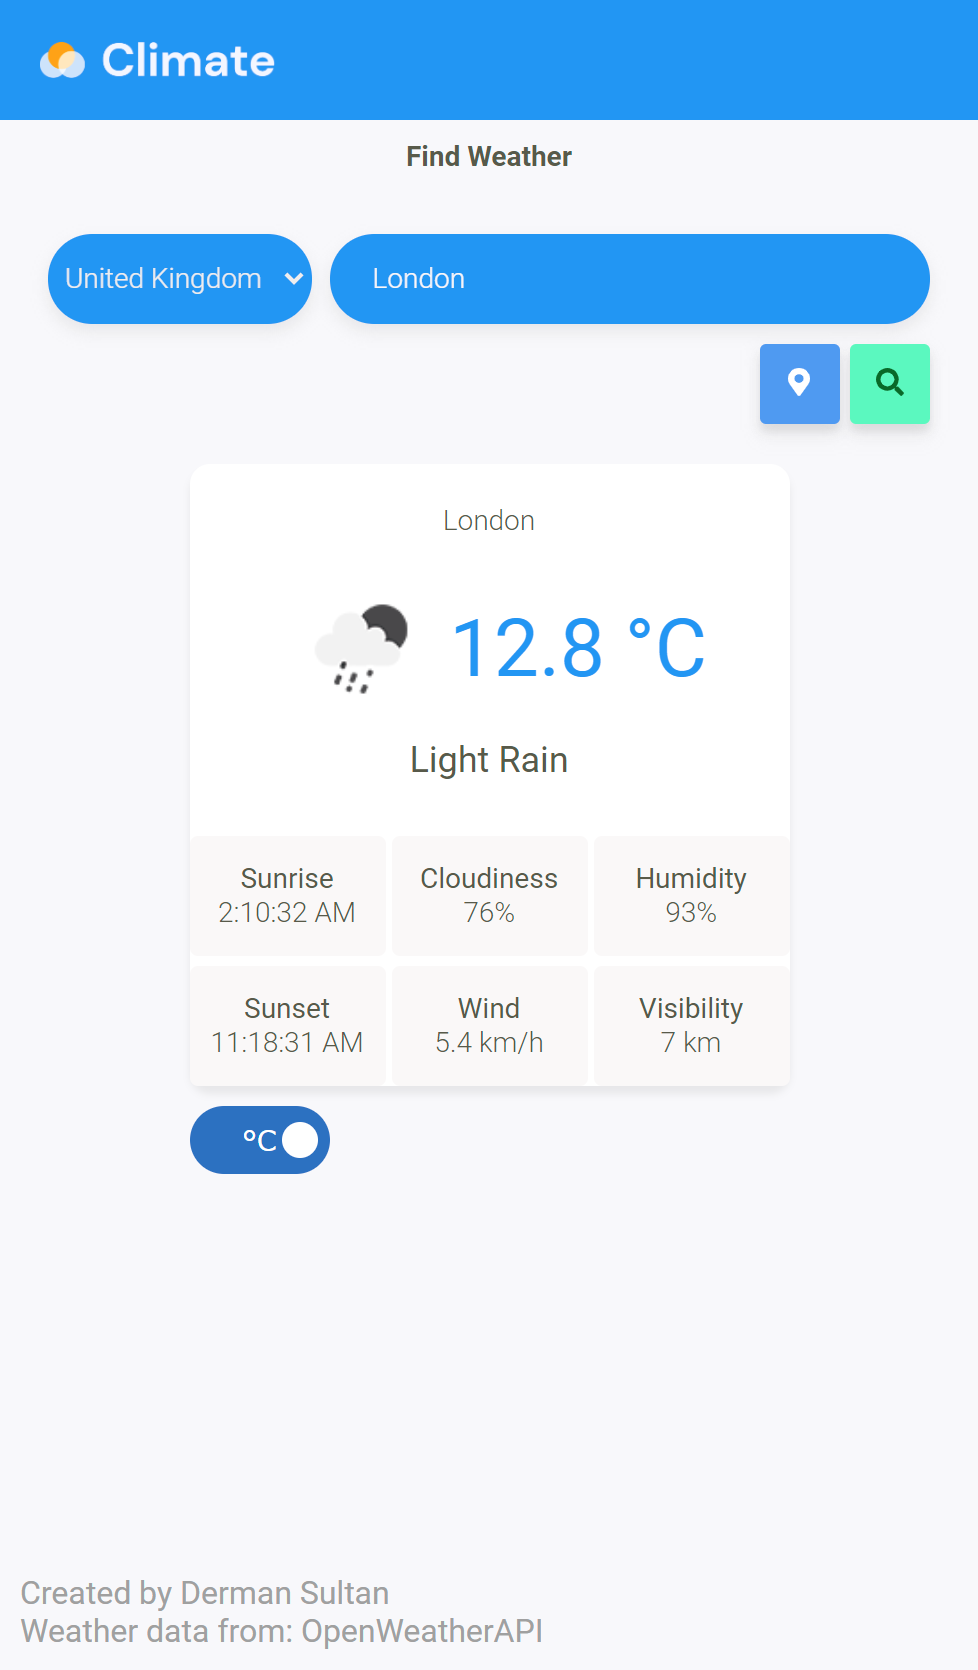 Climate
Find Weather
United Kingdom
London
London
12.8 °C
Light Rain
Sunrise
2:10:32 AM
Cloudiness
76%
Humidity
93%
Sunset
11:18:31 AM
Wind
5.4 km/h
Visibility
7 km
°C
Created by Derman Sultan
Weather data from: OpenWeatherAPI